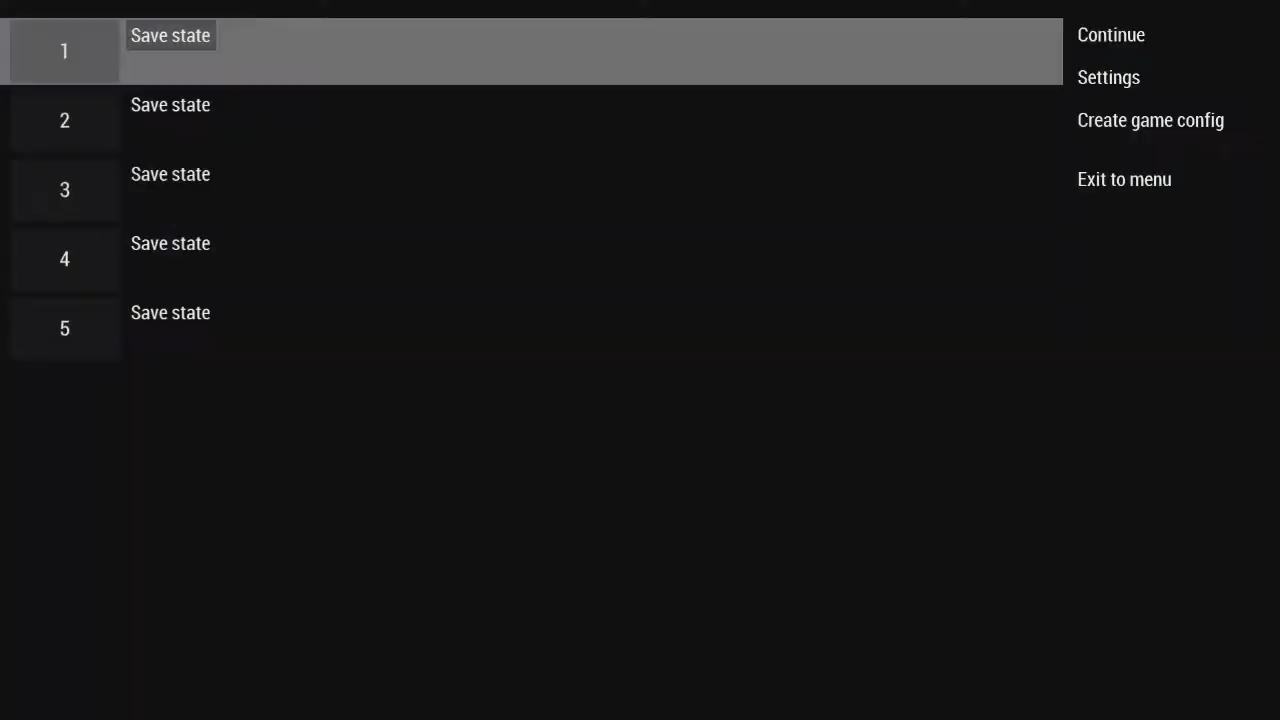 1
Save state
2
Save state
3
Save state
4
Save state
5
Save state
Continue
Settings
Create game config
Exit to menu